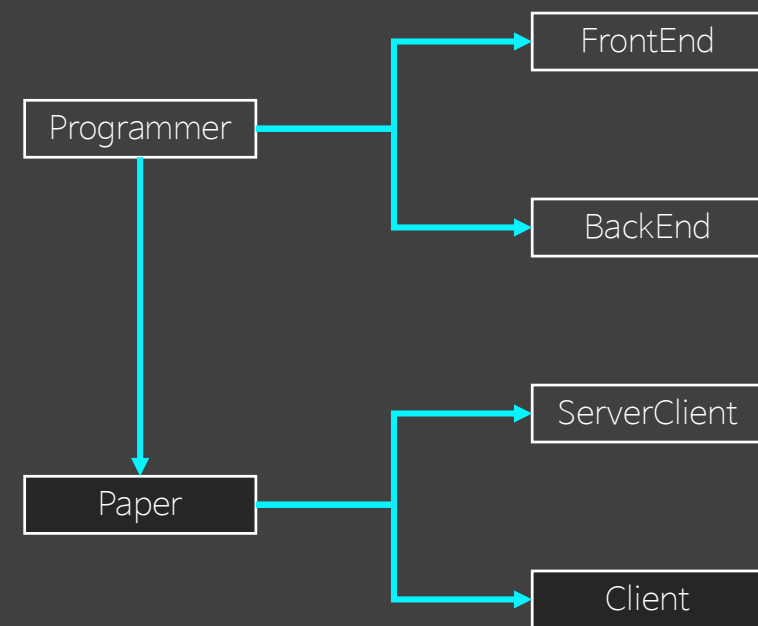 FrontEnd
Programmer
BackEnd
ServerClient
Paper
Client